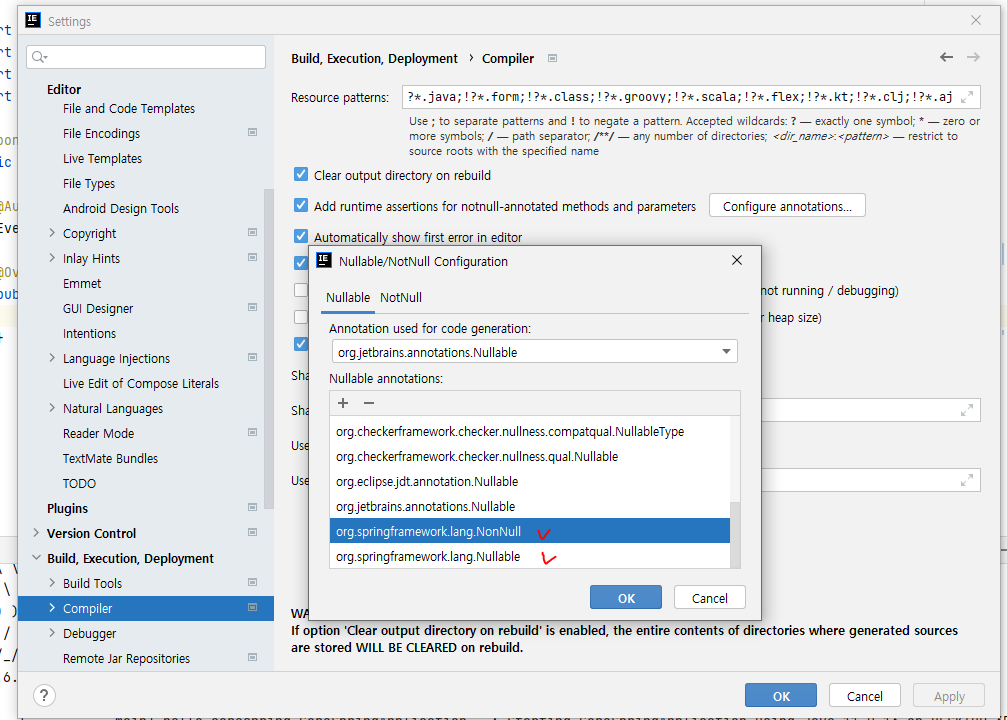 Settings
Editor
File and Code Templates
File Encodings
Live Templates
File Types
Android Design Tools
Copyright
Inlay Hints
Emmet
GUI Designer
Intentions
Language Injections
Live Edit of Compose Literals
Natural Languages
Reader Mode
TextMate Bundles
TODO
Plugins
Version Control
Build, Execution, Deployment
Build Tools
Compiler
Debugger
Remote Jar Repositories
Build, Execution, Deployment › Compiler
Resource patterns: ?*.java;!?*.form;!?*.class;!?*.groovy;!?*.scala;!?*.flex;!?*.kt;!?*.clj;!?*.aj
Use ; to separate patterns and ! to negate a pattern. Accepted wildcards: ? — exactly one symbol; * — zero or
more symbols; / — path separator; /**/ — any number of directories; <dir_name>:<pattern> — restrict to
source roots with the specified name
Clear output directory on rebuild
Add runtime assertions for notnull-annotated methods and parameters
Configure annotations...
Automatically show first error in editor
Nullable/NotNull Configuration
Nullable NotNull
Annotation used for code generation:
org.jetbrains.annotations.Nullable
Nullable annotations:
org.checkerframework.checker.nullness.compatqual.NullableType
org.checkerframework.checker.nullness.qual.Nullable
org.eclipse.jdt.annotation.Nullable
org.jetbrains.annotations.Nullable
org.springframework.lang.NonNull
org.springframework.lang.Nullable
OK
Cancel
not running / debugging)
r heap size)
Sha
Sha
Use
Use
WA
If option 'Clear output directory on rebuild' is enabled, the entire contents of directories where generated sources
are stored WILL BE CLEARED on rebuild.
?
OK
Cancel
Apply